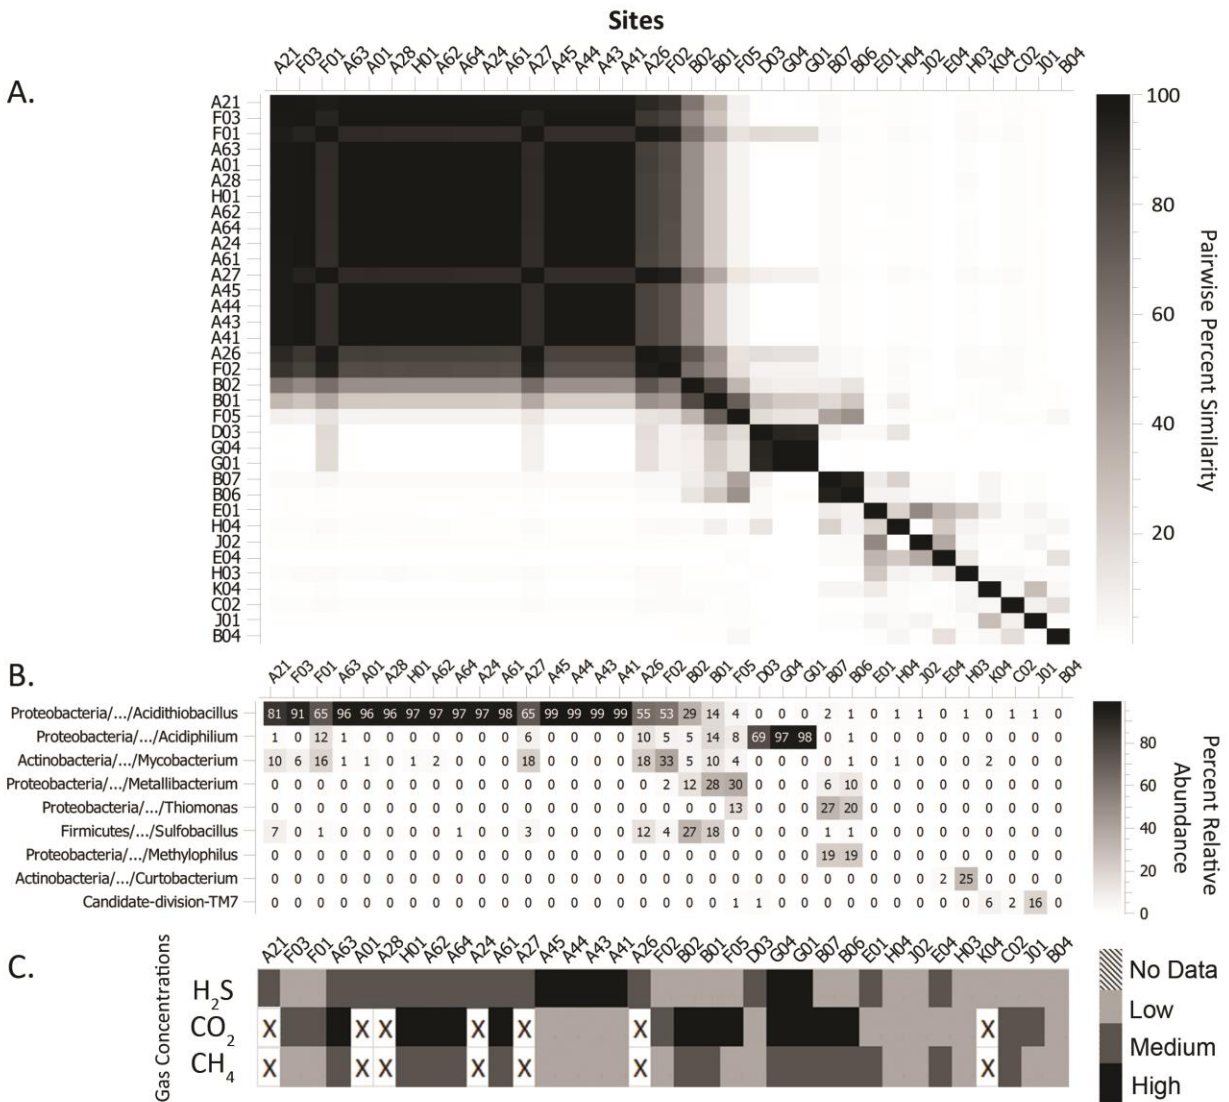 Sites
A21 F03 F01 A63 A01 A28 H01 A62 A64 A24 A61 A27 A45 A44 A43 A41 A26 F02 B02 B01 F05 D03 G04 G01 B07 B06 E01 H04 J02 E04 H03 K04 C02 J01 B04
A.
A21
F03
F01
A63
A01
A28
H01
A62
A64
A24
A61
A27
A45
A44
A43
A41
A26
F02
B02
B01
F05
D03
G04
G01
B07
B06
E01
H04
J02
E04
H03
K04
C02
J01
B04
100
80
60
40
20
Pairwise Percent Similarity
B.
A21 F03 F01 A63 A01 A28 H01 A62 A64 A24 A61 A27 A45 A44 A43 A41 A26 F02 B02 B01 F05 D03 G04 G01 B07 B06 E01 H04 J02 E04 H03 K04 C02 J01 B04
Proteobacteria/.../Acidithiobacillus 81 91 65 96 96 96 97 97 97 97 98 65 99 99 99 99 55 53 29 14 4 0 0 0 2 1 0 1 1 0 1 0 1 1 0
Proteobacteria/.../Acidiphilium 1 0 12 1 0 0 0 0 0 0 0 6 0 0 0 0 10 5 5 14 8 69 97 98 0 1 0 0 0 0 0 0 0 0 0
Actinobacteria/.../Mycobacterium 10 6 16 1 1 0 1 2 0 0 0 18 0 0 0 0 18 33 5 10 4 0 0 0 0 1 0 1 0 0 0 2 0 0 0
Proteobacteria/.../Metallibacterium 0 0 0 0 0 0 0 0 0 0 0 0 0 0 0 0 0 2 12 28 30 0 0 0 6 10 0 0 0 0 0 0 0 0 0
Proteobacteria/.../Thiomonas 0 0 0 0 0 0 0 0 0 0 0 0 0 0 0 0 0 0 0 0 13 0 0 0 27 20 0 0 0 0 0 0 0 0 0
Firmicutes/.../Sulfobacillus 7 0 1 0 0 0 0 0 1 0 0 3 0 0 0 0 12 4 27 18 0 0 0 0 1 1 0 0 0 0 0 0 0 0 0
Proteobacteria/.../Methylophilus 0 0 0 0 0 0 0 0 0 0 0 0 0 0 0 0 0 0 0 0 0 0 0 0 19 19 0 0 0 0 0 0 0 0 0
Actinobacteria/.../Curtobacterium 0 0 0 0 0 0 0 0 0 0 0 0 0 0 0 0 0 0 0 0 0 0 0 0 0 0 0 0 0 2 25 0 0 0 0
Candidate-division-TM7 0 0 0 0 0 0 0 0 0 0 0 0 0 0 0 0 0 0 0 0 1 1 0 0 0 0 0 0 0 0 0 6 2 16 0
80
60
40
20
0
Percent Relative
Abundance
C.
A21 F03 F01 A63 A01 A28 H01 A62 A64 A24 A61 A27 A45 A44 A43 A41 A26 F02 B02 B01 F05 D03 G04 G01 B07 B06 E01 H04 J02 E04 H03 K04 C02 J01 B04
Gas Concentrations
H2S
CO2 X X X X X X X
CH4 X X X X X X X
No Data
Low
Medium
High